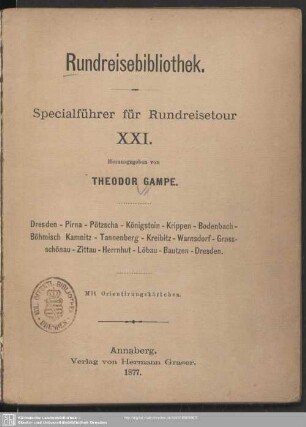 Rundreisebibliothek.
Specialführer für Rundreisetour
XXI.
Herausgegeben von
THEODOR GAMPE.
Dresden - Pirna - Pötzscha - Königstein - Krippen - Bodenbach-
Böhmisch Kamnitz - Tannenberg - Kreibitz - Warnsdorf - Gross-
schönau - Zittau - Herrnhut - Löbau - Bautzen - Dresden.
Mit Orientirungskärtchen.
Annaberg.
Verlag von Hermann Graser.
1877.